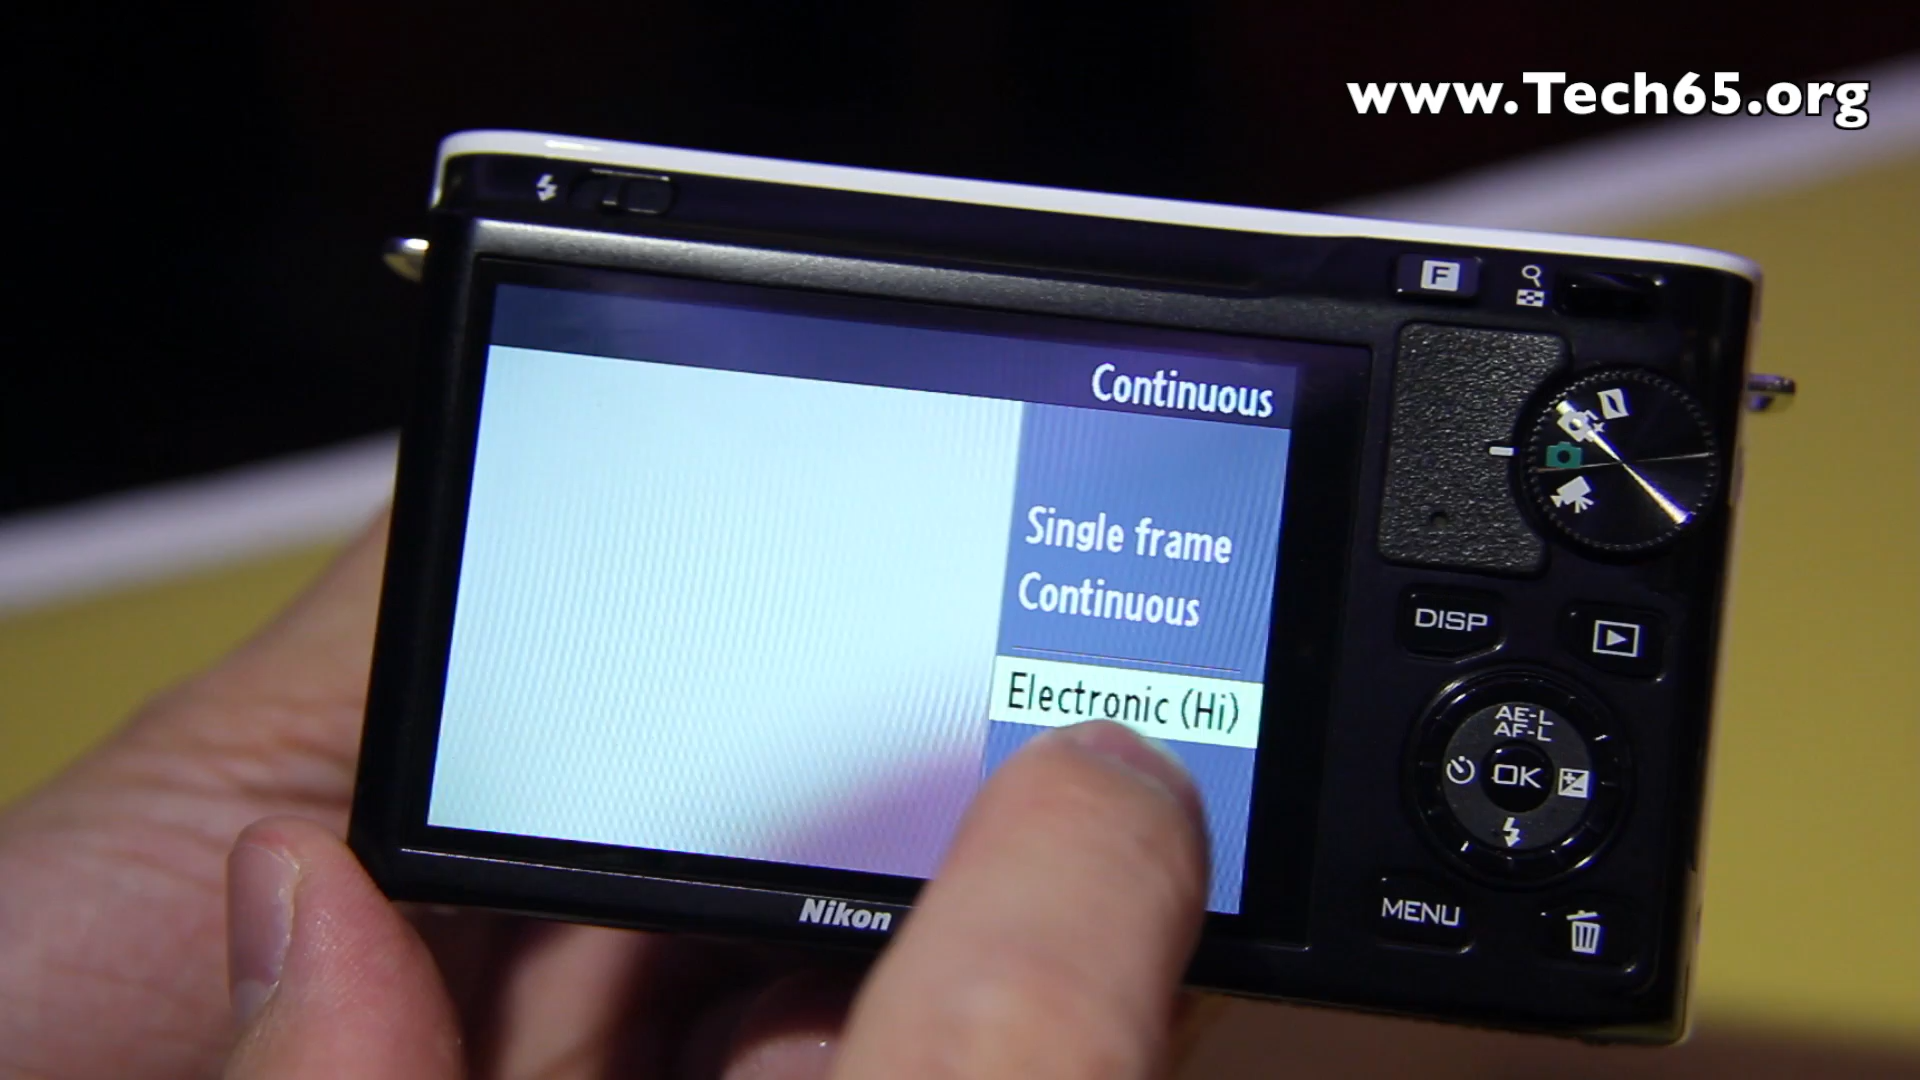 www.Tech65.org
F
Continuous
Single frame
Continuous
Electronic (Hi)
DISP
AE-L
AF-L
OK
MENU
Nikon